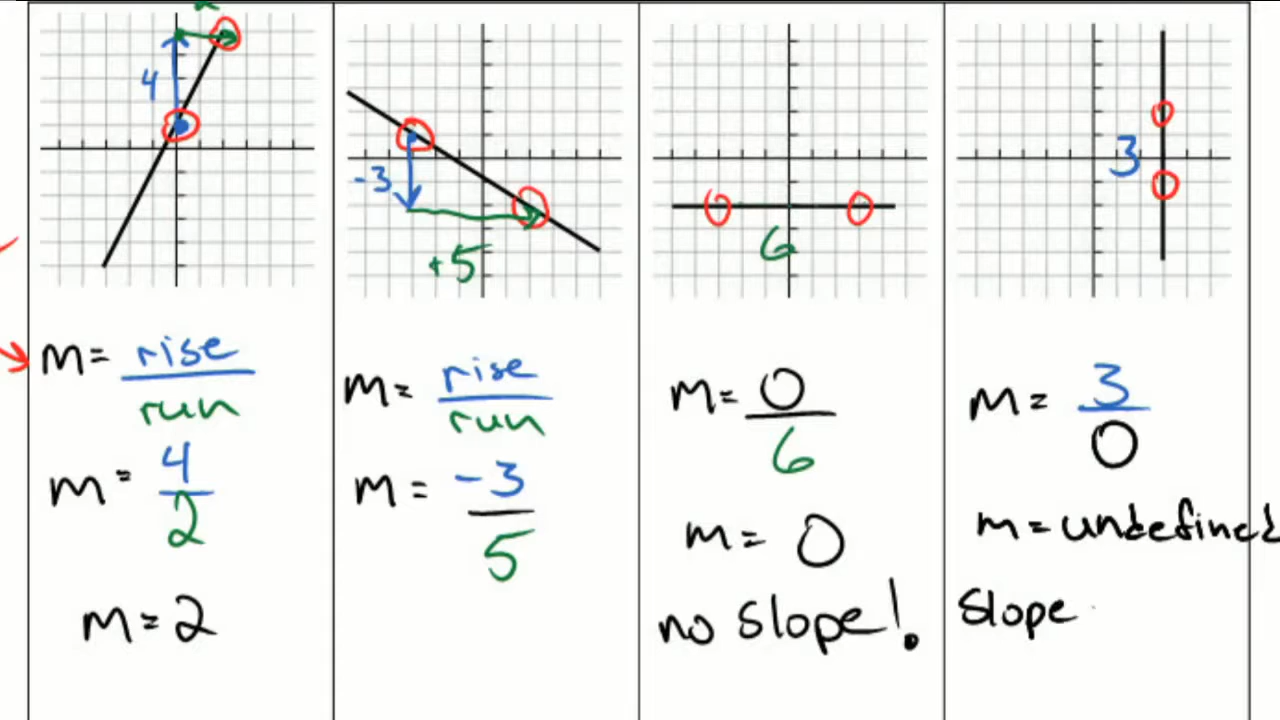 2
4
m = rise
run
m = 4
2
m = 2
-3
+5
m = rise
run
m = -3
5
6
m = 0
6
m = 0
no slope!
3
m = 3
0
m = undefined
slope